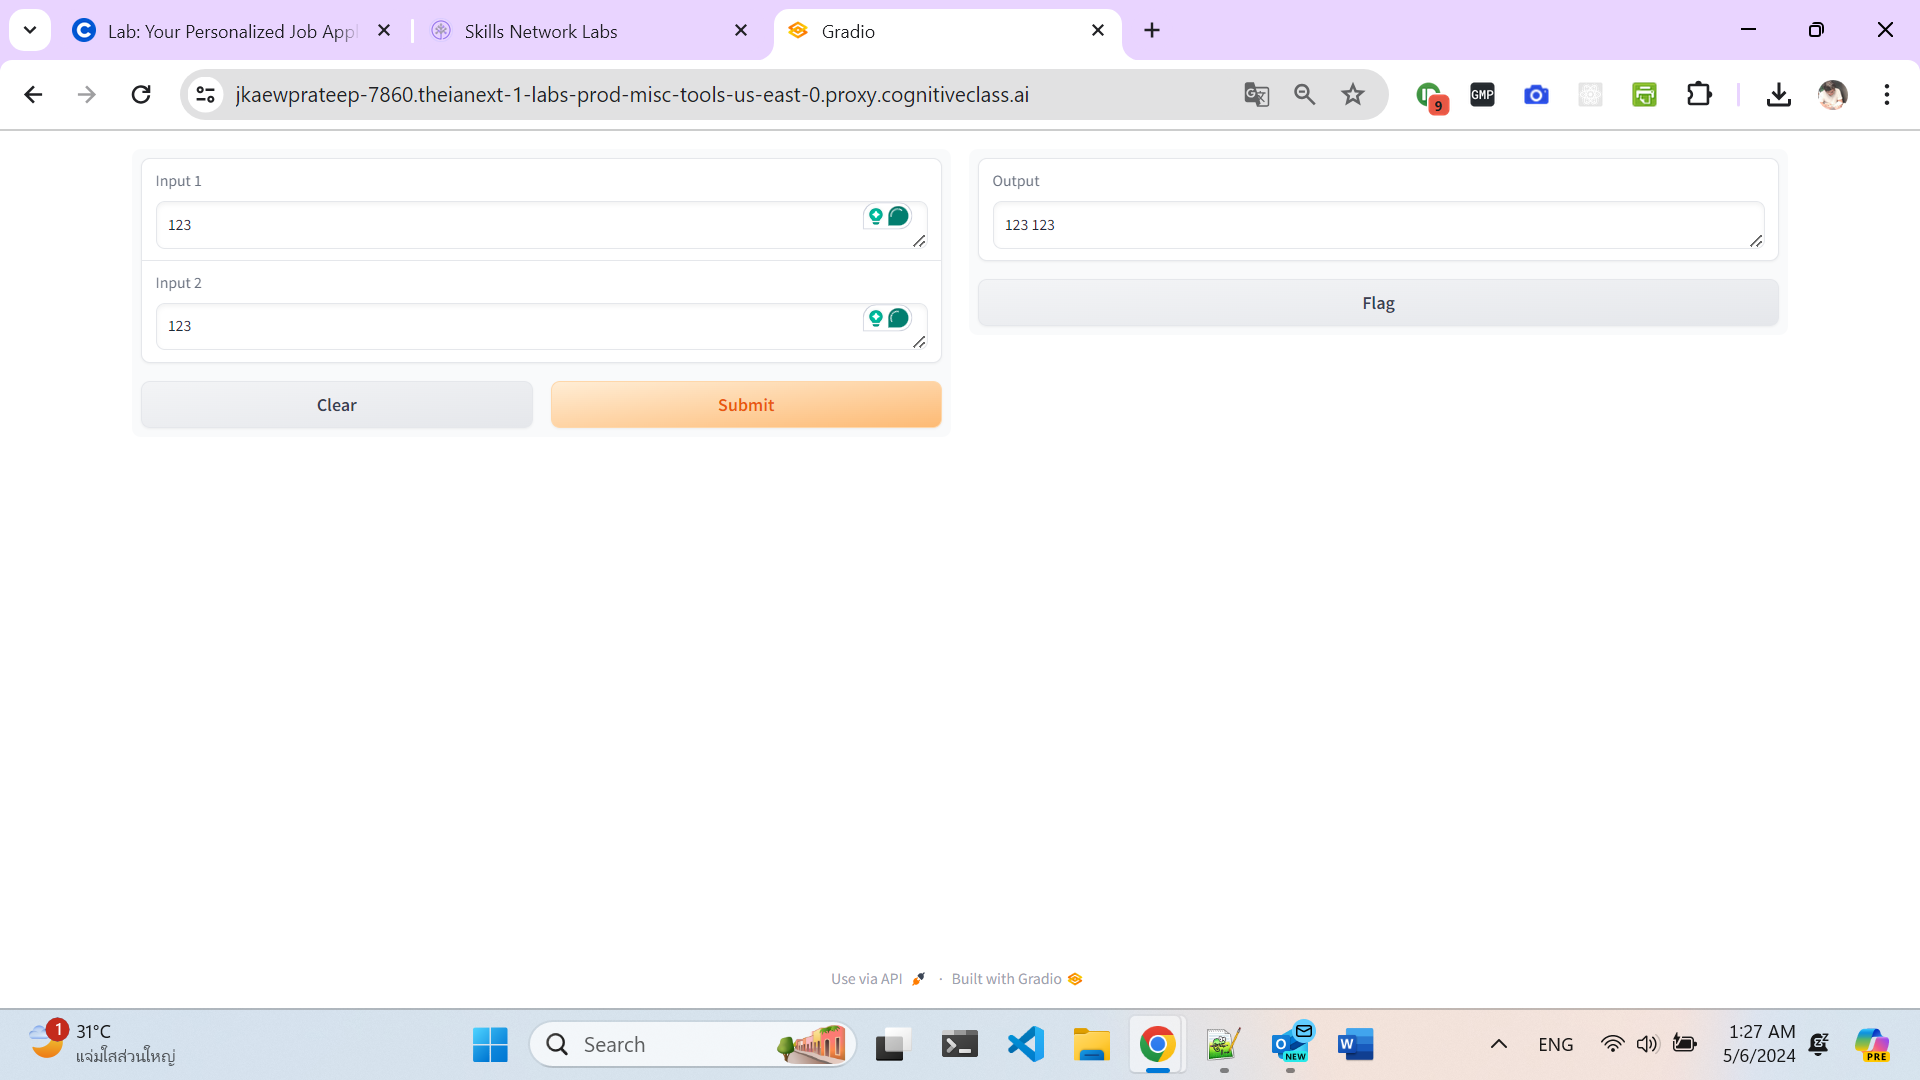 Lab: Your Personalized Job Appl
Skills Network Labs
Gradio
jkaewprateep-7860.theianext-1-labs-prod-misc-tools-us-east-0.proxy.cognitiveclass.ai
9
GMP
Input 1
123
Input 2
123
Clear
Submit
Output
123 123
Flag
Use via API
·
Built with Gradio
1
31°C
แจ่มใสส่วนใหญ่
Search
NEW
ENG
1:27 AM
5/6/2024
PRE